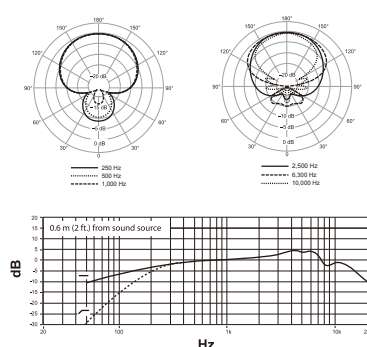 180°
150° 150°
120° 120°
90° 90°
60° 60°
30° 30°
0
-20 dB
-15 dB
-10 dB
-5 dB
0 dB
250 Hz
500 Hz
1,000 Hz
180°
150° 150°
120° 120°
90° 90°
60° 60°
30° 30°
0
-20 dB
-15 dB
-10 dB
-5 dB
0 dB
2,500 Hz
6,300 Hz
10,000 Hz
0.6 m (2 ft.) from sound source
dB
20
15
10
5
0
-5
-10
-15
-20
-25
-30
20 100 1k 10k
Hz